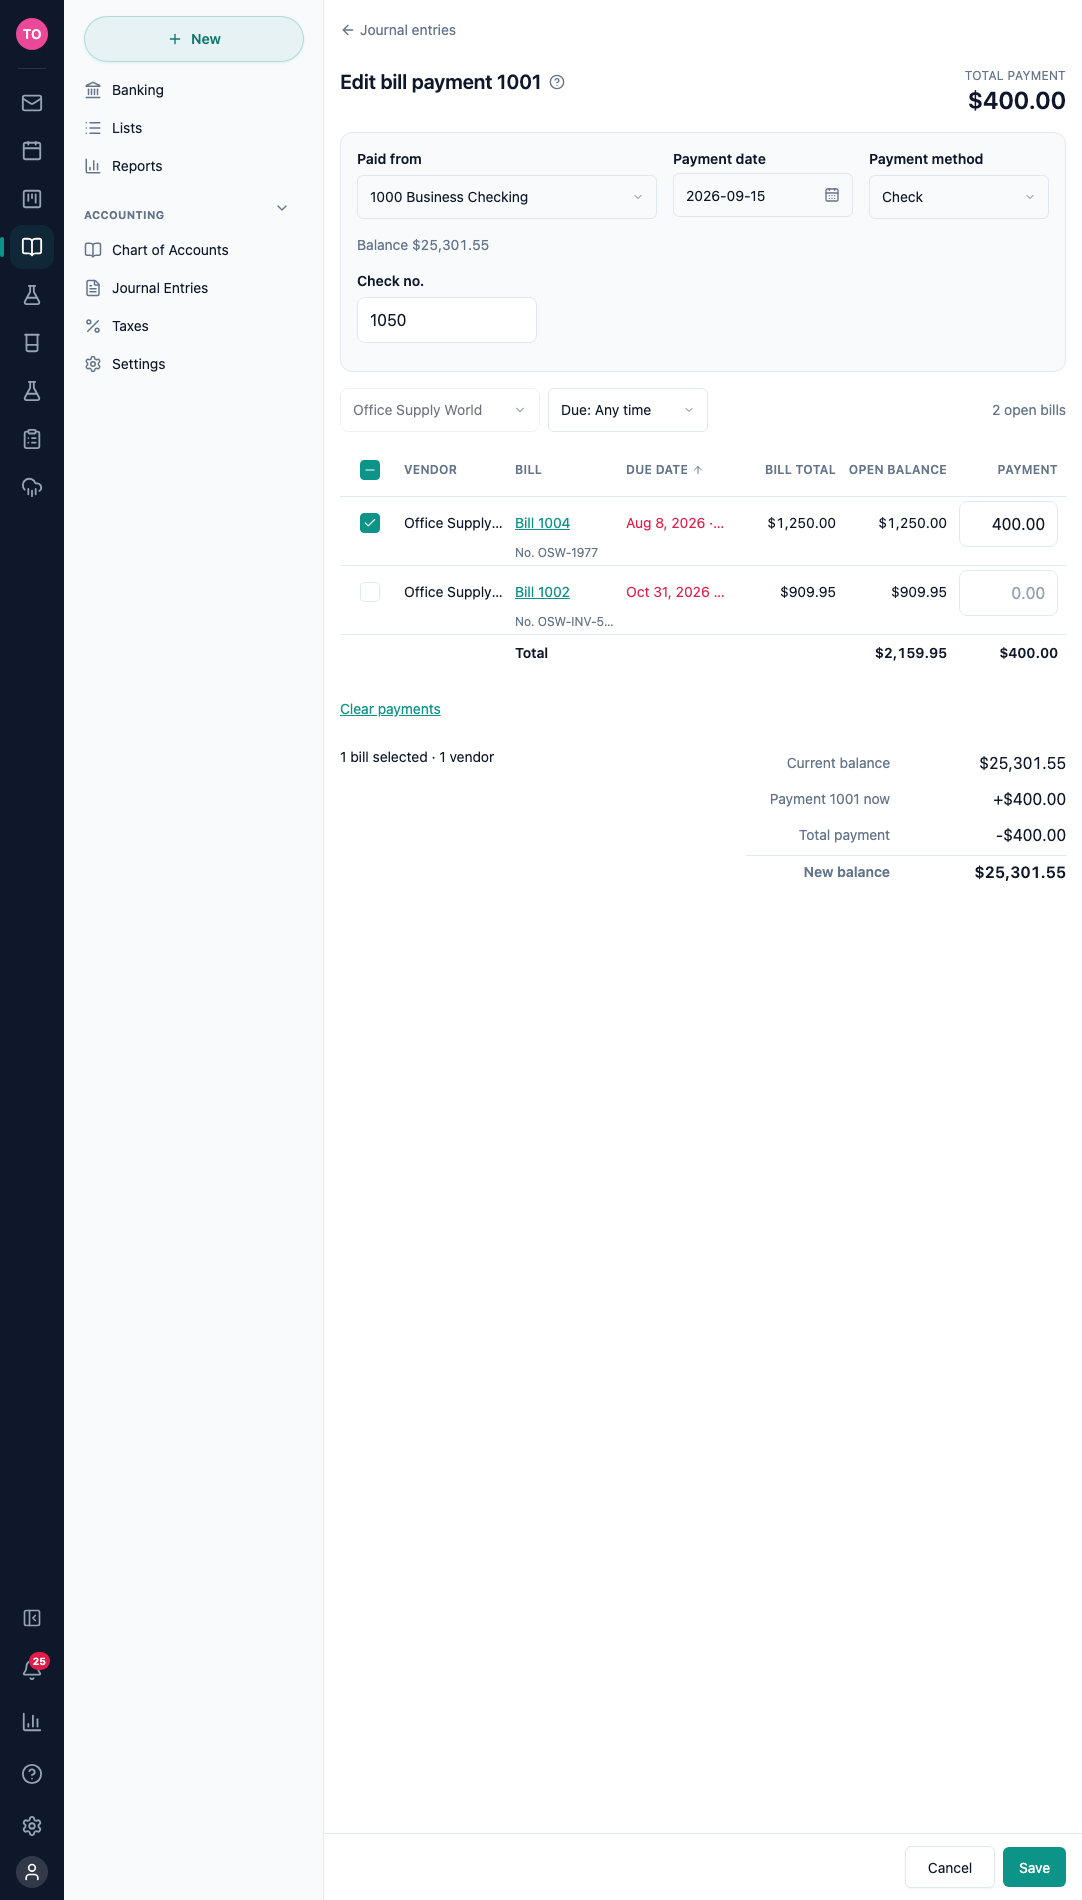 TO
+ New
Banking
Lists
Reports
ACCOUNTING
Chart of Accounts
Journal Entries
Taxes
Settings
25
← Journal entries
Edit bill payment 1001
TOTAL PAYMENT
$400.00
Paid from
Payment date
Payment method
1000 Business Checking
2026-09-15
Check
Balance $25,301.55
Check no.
1050
Office Supply World
Due: Any time
2 open bills
VENDOR BILL DUE DATE ↑ BILL TOTAL OPEN BALANCE PAYMENT
Office Supply... Bill 1004 Aug 8, 2026 ·... $1,250.00 $1,250.00 400.00
No. OSW-1977
Office Supply... Bill 1002 Oct 31, 2026 ... $909.95 $909.95 0.00
No. OSW-INV-5...
Total $2,159.95 $400.00
Clear payments
1 bill selected · 1 vendor
Current balance $25,301.55
Payment 1001 now +$400.00
Total payment -$400.00
New balance $25,301.55
Cancel
Save